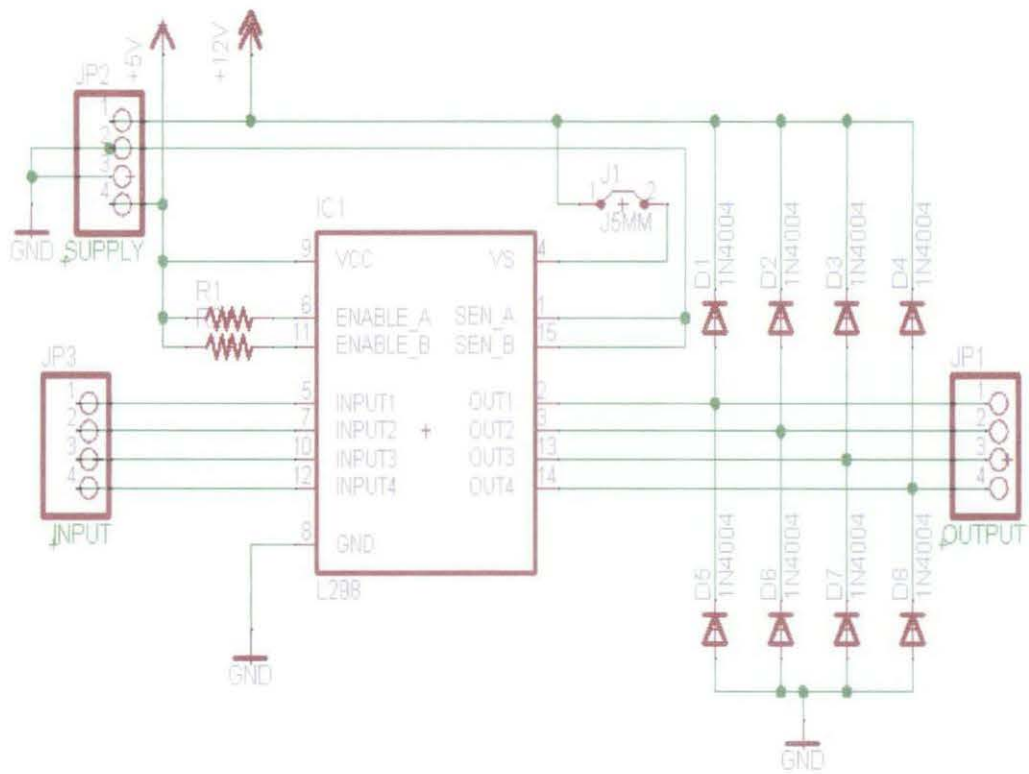 +5V
+12V
JP2
1
2
3
4
GND
SUPPLY
J1
1
2
J5MM
IC1
9
VCC
VS
4
R1
6
ENABLE_A
SEN_A
1
11
ENABLE_B
SEN_B
15
JP3
1
2
3
4
INPUT
5
INPUT1
OUT1
2
7
INPUT2
OUT2
3
10
INPUT3
OUT3
13
12
INPUT4
OUT4
14
8
GND
L298
GND
D1
1N4004
D2
1N4004
D3
1N4004
D4
1N4004
JP1
1
2
3
4
OUTPUT
D5
1N4004
D6
1N4004
D7
1N4004
D8
1N4004
GND